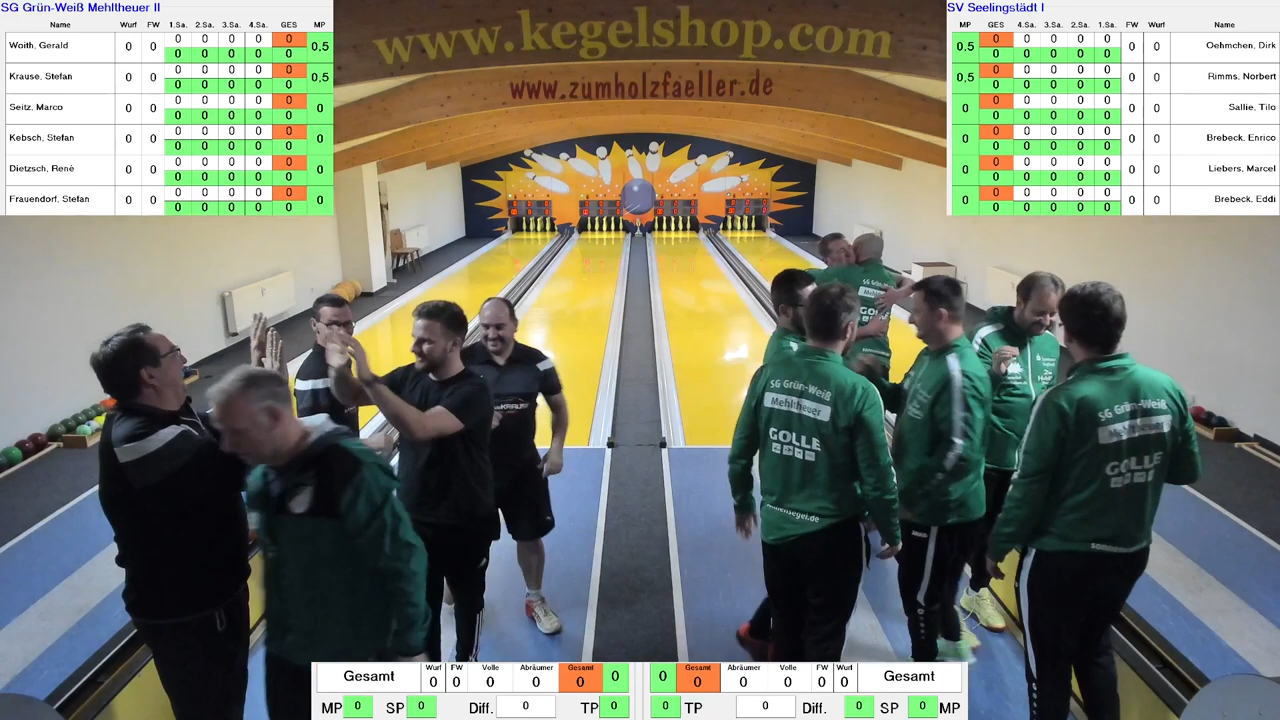 SG Grün-Weiß Mehltheuer II
Name Wurf FW 1.Sa. 2.Sa. 3.Sa. 4.Sa. GES MP
Woith, Gerald 0 0 0 0 0 0 0 0,5
0 0 0 0 0
Krause, Stefan 0 0 0 0 0 0 0 0,5
0 0 0 0 0
Seitz, Marco 0 0 0 0 0 0 0 0
0 0 0 0 0
Kebsch, Stefan 0 0 0 0 0 0 0 0
0 0 0 0 0
Dietzsch, René 0 0 0 0 0 0 0 0
0 0 0 0 0
Frauendorf, Stefan 0 0 0 0 0 0 0 0
0 0 0 0 0
www.kegelshop.com
www.zumholzfaeller.de
SV Seelingstädt I
MP GES 4.Sa. 3.Sa. 2.Sa. 1.Sa. FW Wurf Name
0,5 0 0 0 0 0 0 0 Oehmchen, Dirk
0 0 0 0 0
0,5 0 0 0 0 0 0 0 Rimms, Norbert
0 0 0 0 0
0 0 0 0 0 0 0 0 Sallie, Tilo
0 0 0 0 0
0 0 0 0 0 0 0 0 Brebeck, Enrico
0 0 0 0 0
0 0 0 0 0 0 0 0 Liebers, Marcel
0 0 0 0 0
0 0 0 0 0 0 0 0 Brebeck, Eddi
0 0 0 0 0
SG Grün-Weiß
Mehltheuer
GOLLE
SG Grün-Weiß
Mehltheuer
GOLLE
SG Grün-Weiß
GOLLE
KRAUSE
Gesamt Wurf FW Volle Abräumer Gesamt
0 0 0 0 0 0
MP 0 SP 0 Diff. 0 TP 0
Gesamt Abräumer Volle FW Wurf Gesamt
0 0 0 0 0 0
0 TP 0 Diff. 0 SP 0 MP